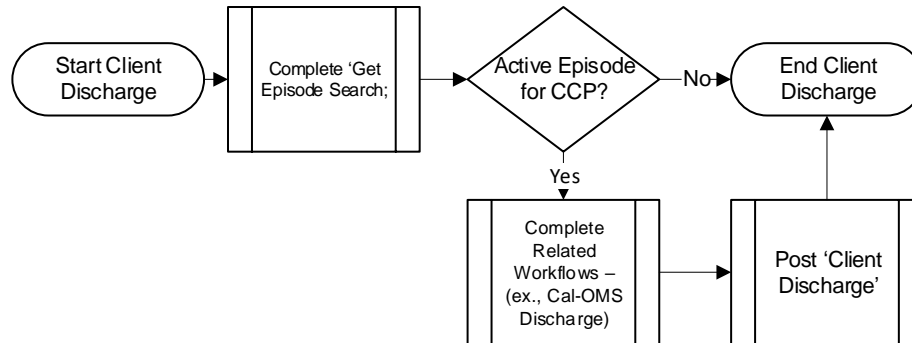 Start Client
Discharge
Complete ‘Get
Episode Search;
Active Episode
for CCP?
No
End Client
Discharge
Yes
Complete
Related
Workflows –
(ex., Cal-OMS
Discharge)
Post ‘Client
Discharge’